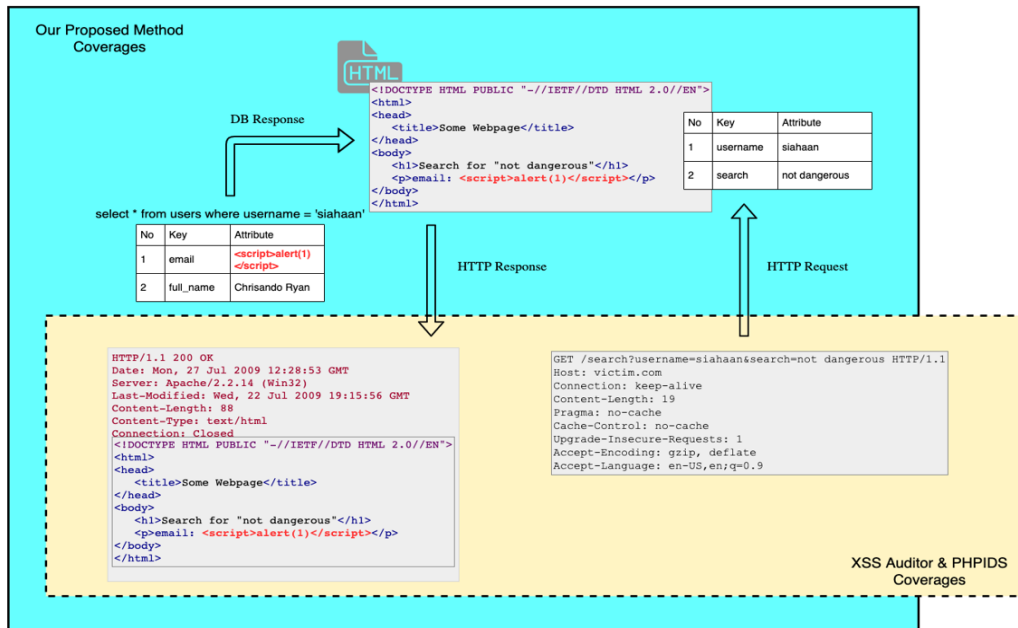 Our Proposed Method
Coverages
HTML
<!DOCTYPE HTML PUBLIC "-//IETF//DTD HTML 2.0//EN">
<html>
<head>
<title>Some Webpage</title>
</head>
<body>
<h1>Search for "not dangerous"</h1>
<p>email: <script>alert(1)</script></p>
</body>
</html>
No Key Attribute
1 username siahaan
2 search not dangerous
DB Response
select * from users where username = 'siahaan'
No Key Attribute
1 email <script>alert(1)
</script>
2 full_name Chrisando Ryan
HTTP Response
HTTP Request
HTTP/1.1 200 OK
Date: Mon, 27 Jul 2009 12:28:53 GMT
Server: Apache/2.2.14 (Win32)
Last-Modified: Wed, 22 Jul 2009 19:15:56 GMT
Content-Length: 88
Content-Type: text/html
Connection: Closed
<!DOCTYPE HTML PUBLIC "-//IETF//DTD HTML 2.0//EN">
<html>
<head>
<title>Some Webpage</title>
</head>
<body>
<h1>Search for "not dangerous"</h1>
<p>email: <script>alert(1)</script></p>
</body>
</html>
GET /search?username=siahaan&search=not dangerous HTTP/1.1
Host: victim.com
Connection: keep-alive
Content-Length: 19
Pragma: no-cache
Cache-Control: no-cache
Upgrade-Insecure-Requests: 1
Accept-Encoding: gzip, deflate
Accept-Language: en-US,en;q=0.9
XSS Auditor & PHPIDS
Coverages